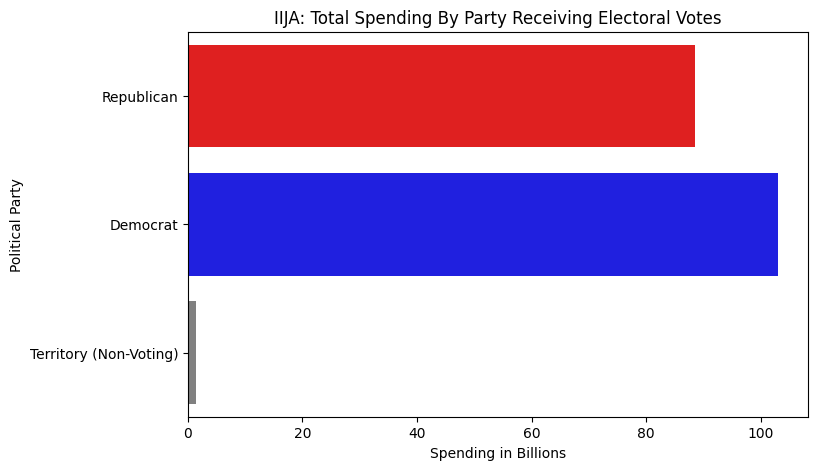 IIJA: Total Spending By Party Receiving Electoral Votes
Political Party
Republican
Democrat
Territory (Non-Voting)
0 20 40 60 80 100
Spending in Billions